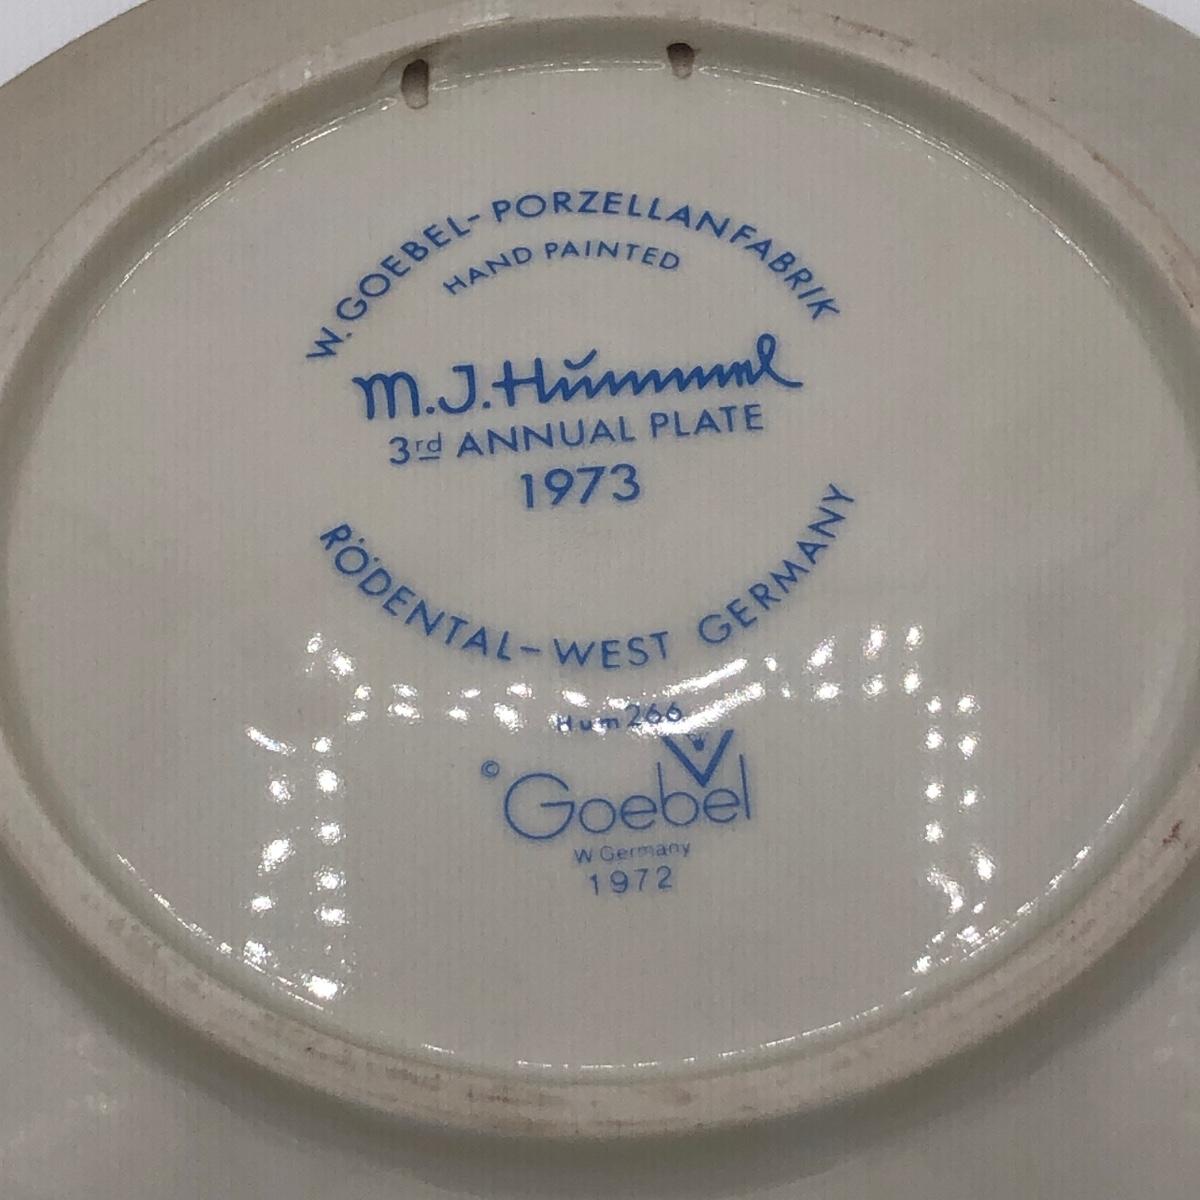 W. GOEBEL-PORZELLANFABRIK
HAND PAINTED
M.J.Hummel
3rd ANNUAL PLATE
1973
RÖDENTAL-WEST GERMANY
Hum 266
© Goebel
W Germany
1972